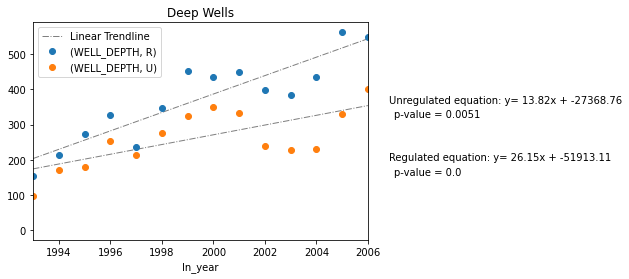 Deep Wells
Linear Trendline
(WELL_DEPTH, R)
(WELL_DEPTH, U)
500
400
300
200
100
0
1994 1996 1998 2000 2002 2004 2006
In_year
Unregulated equation: y= 13.82x + -27368.76
p-value = 0.0051
Regulated equation: y= 26.15x + -51913.11
p-value = 0.0